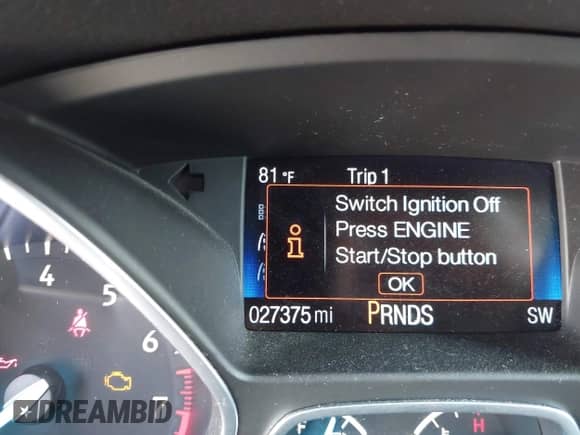 81 °F Trip 1
Switch Ignition Off
Press ENGINE
Start/Stop button
OK
027375 mi PRNDS SW
4
5
6
7
F F H
DREAMBID